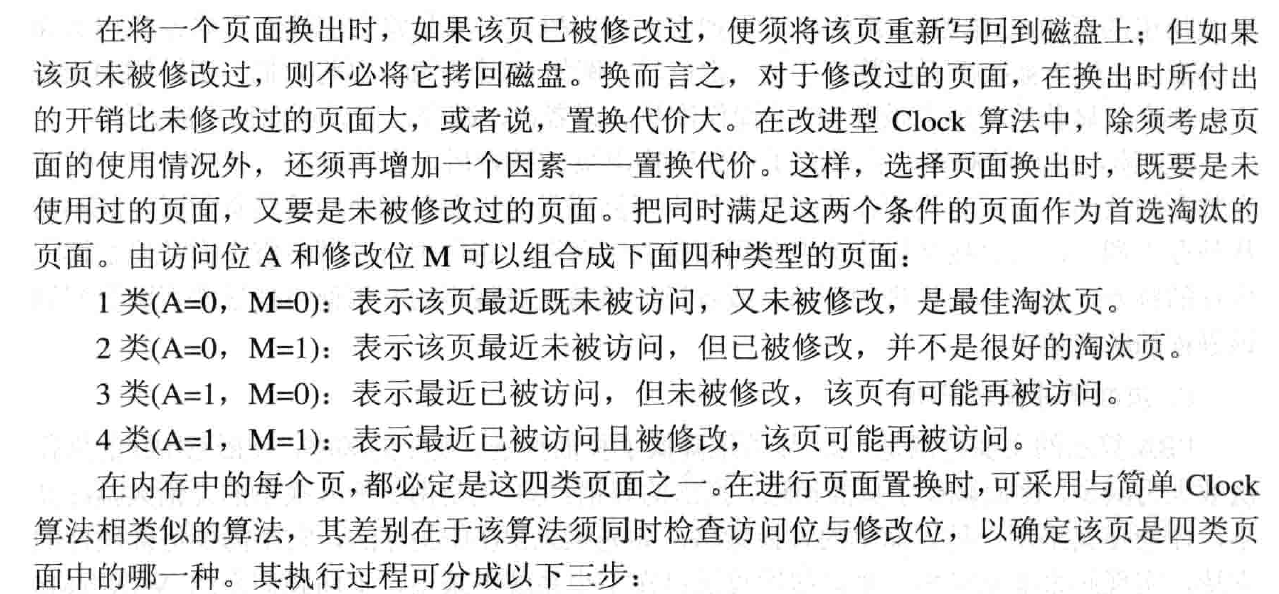 在将一个页面换出时，如果该页已被修改过，便须将该页重新写回到磁盘上；但如果
该页未被修改过，则不必将它拷回磁盘。换而言之，对于修改过的页面，在换出时所付出
的开销比未修改过的页面大，或者说，置换代价大。在改进型 Clock 算法中，除须考虑页
面的使用情况外，还须再增加一个因素——置换代价。这样，选择页面换出时，既要是未
使用过的页面，又要是未被修改过的页面。把同时满足这两个条件的页面作为首选淘汰的
页面。由访问位 A 和修改位 M 可以组合成下面四种类型的页面：
1 类(A=0，M=0)：表示该页最近既未被访问，又未被修改，是最佳淘汰页。
2 类(A=0，M=1)：表示该页最近未被访问，但已被修改，并不是很好的淘汰页。
3 类(A=1，M=0)：表示最近已被访问，但未被修改，该页有可能再被访问。
4 类(A=1，M=1)：表示最近已被访问且被修改，该页可能再被访问。
在内存中的每个页，都必定是这四类页面之一。在进行页面置换时，可采用与简单 Clock
算法相类似的算法，其差别在于该算法须同时检查访问位与修改位，以确定该页是四类页
面中的哪一种。其执行过程可分成以下三步：